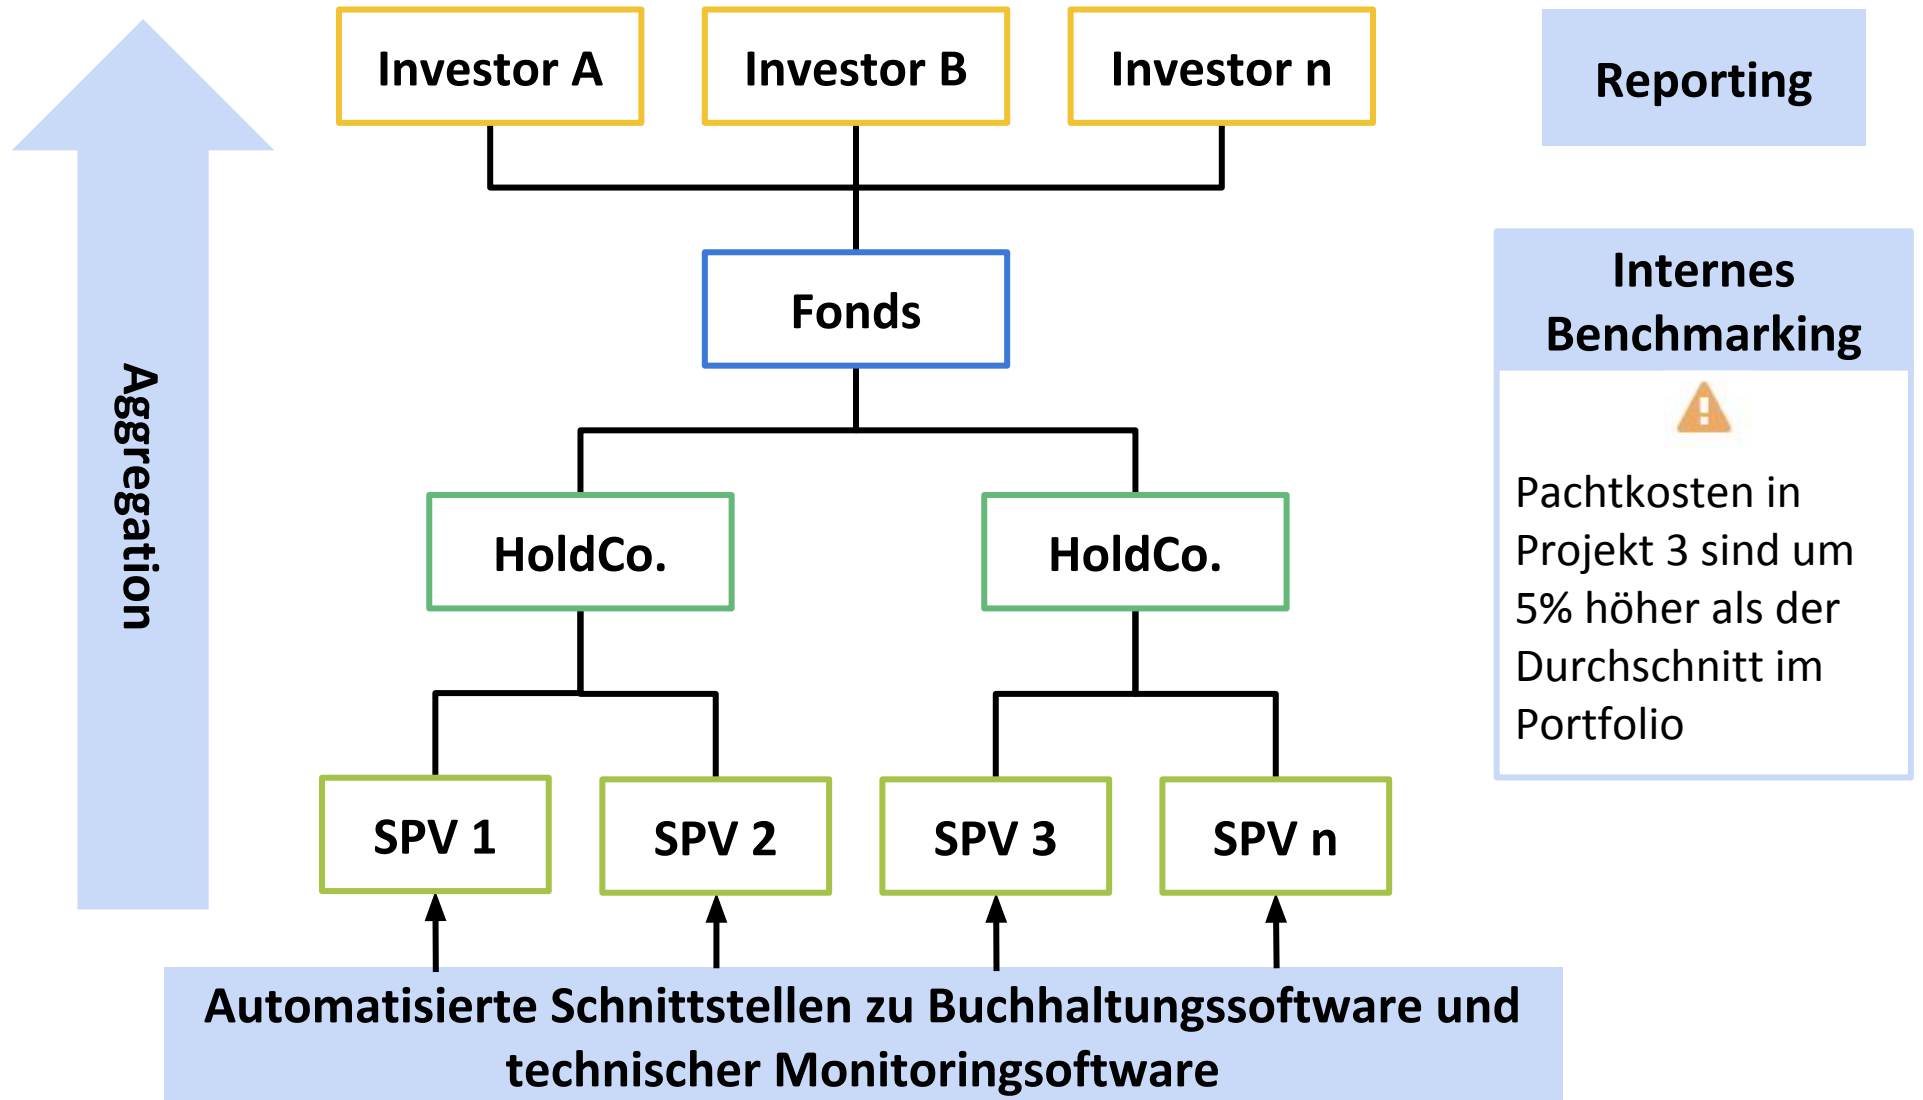 Investor A
Investor B
Investor n
Reporting
Fonds
Internes
Benchmarking
Pachtkosten in
Projekt 3 sind um
5% höher als der
Durchschnitt im
Portfolio
Aggregation
HoldCo.
HoldCo.
SPV 1
SPV 2
SPV 3
SPV n
Automatisierte Schnittstellen zu Buchhaltungssoftware und
technischer Monitoringsoftware